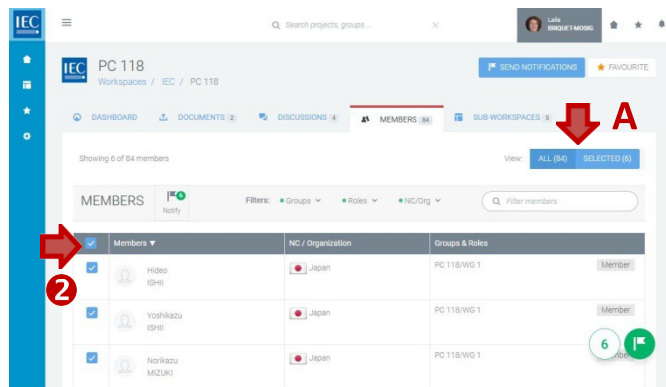 IEC
Search projects, groups ...
Laila
BRIQUET-MOSIG
IEC
PC 118
Workspaces / IEC / PC 118
SEND NOTIFICATIONS
FAVOURITE
DASHBOARD
DOCUMENTS 2
DISCUSSIONS 4
MEMBERS 84
SUB-WORKSPACES 5
A
Showing 6 of 84 members
View: ALL (84) SELECTED (6)
MEMBERS
6
Notify
Filters: Groups Roles NC/Org
Filter members
Members NC / Organization Groups & Roles
2
Hideo
ISHII
Japan
PC 118/WG 1
Member
Yoshikazu
ISHII
Japan
PC 118/WG 1
Member
Norikazu
MIZUKI
Japan
PC 118/WG 1
6